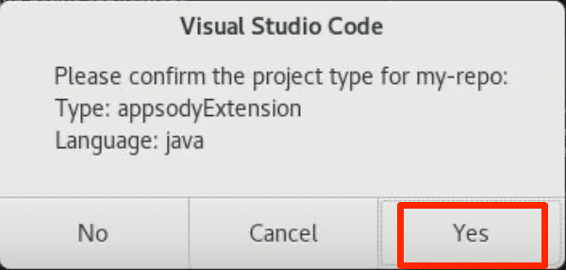 Visual Studio Code
Please confirm the project type for my-repo:
Type: appsodyExtension
Language: java
No
Cancel
Yes